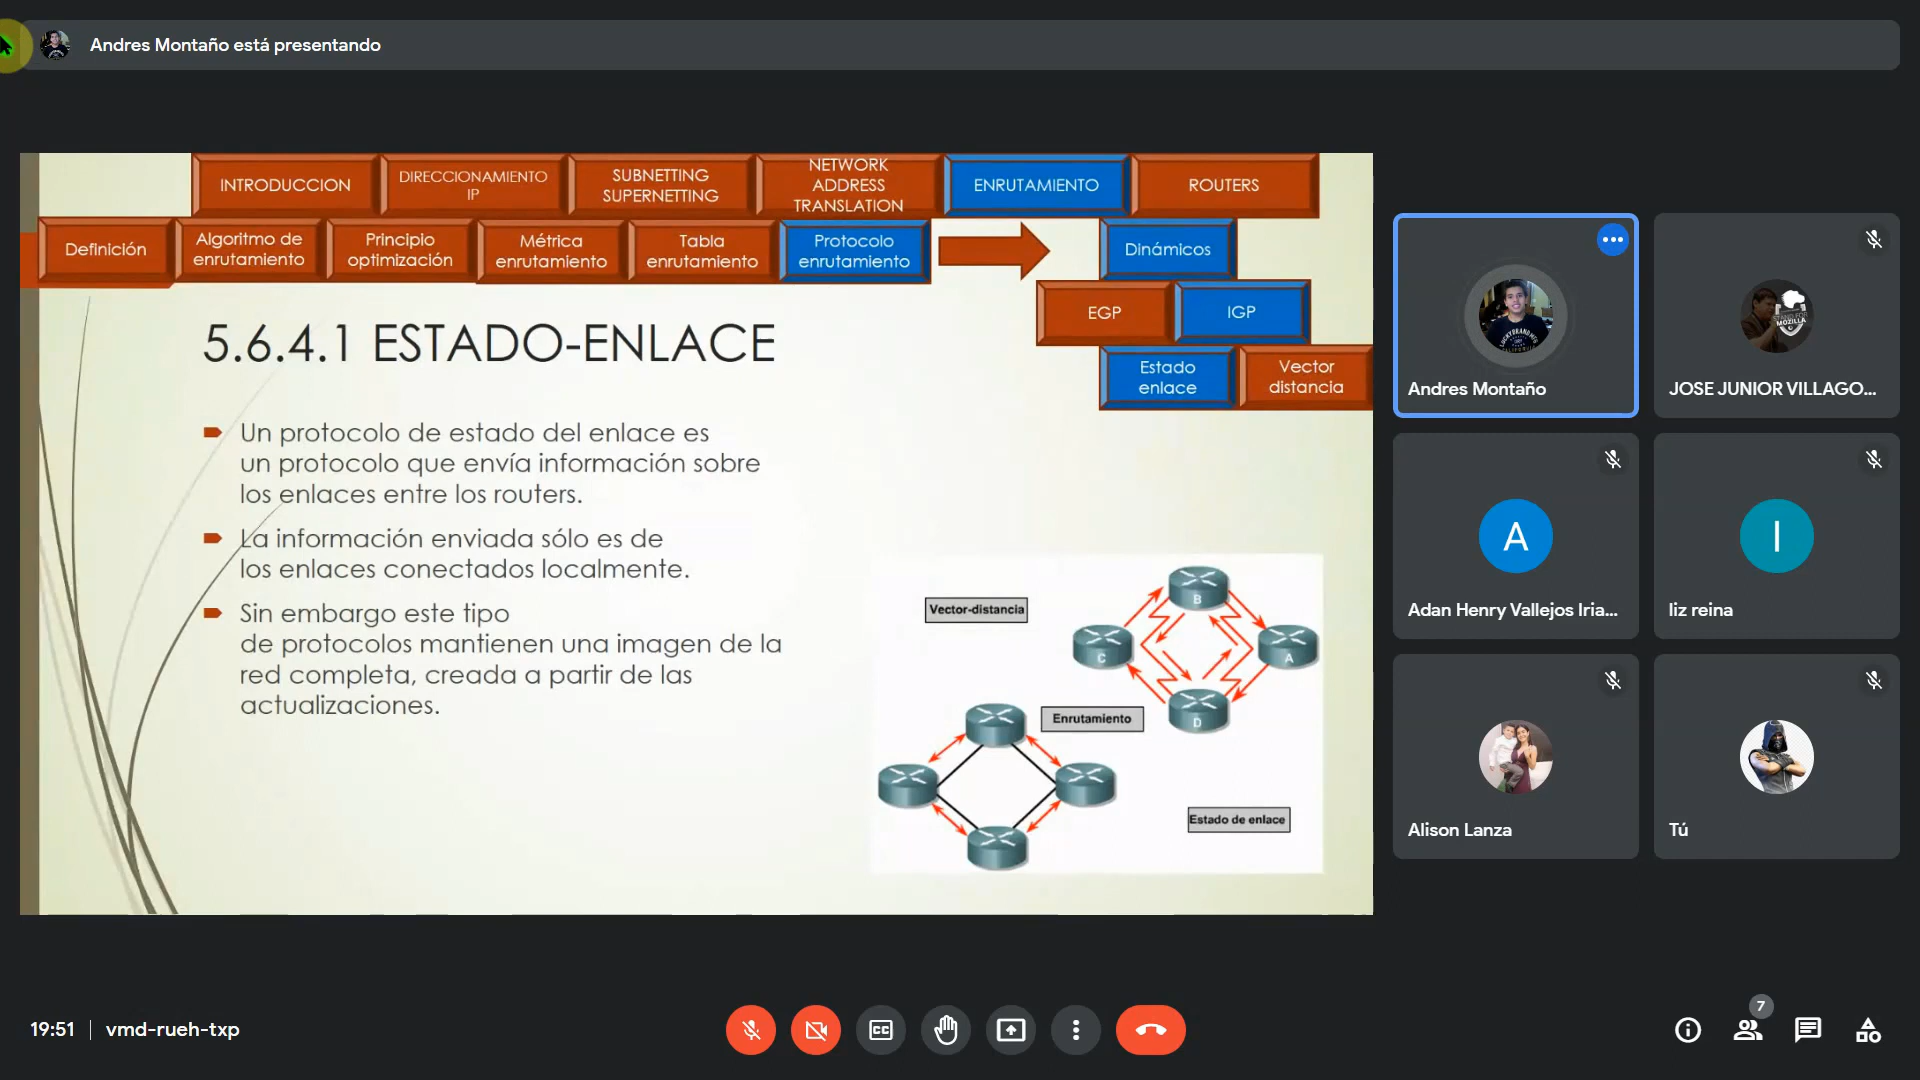 Andres Montaño está presentando
INTRODUCCION
DIRECCIONAMIENTO
IP
SUBNETTING
SUPERNETTING
NETWORK
ADDRESS
TRANSLATION
ENRUTAMIENTO
ROUTERS
Definición
Algoritmo de
enrutamiento
Principio
optimización
Métrica
enrutamiento
Tabla
enrutamiento
Protocolo
enrutamiento
Dinámicos
EGP
IGP
Estado
enlace
Vector
distancia
5.6.4.1 ESTADO-ENLACE
Un protocolo de estado del enlace es
un protocolo que envía información sobre
los enlaces entre los routers.
La información enviada sólo es de
los enlaces conectados localmente.
Sin embargo este tipo
de protocolos mantienen una imagen de la
red completa, creada a partir de las
actualizaciones.
Vector-distancia
B
C
A
D
Enrutamiento
Estado de enlace
Andres Montaño
STAND FOR
MOZILLA
JOSE JUNIOR VILLAGO...
A
Adan Henry Vallejos Iria...
l
liz reina
Alison Lanza
Tú
19:51
vmd-rueh-txp
CC
7